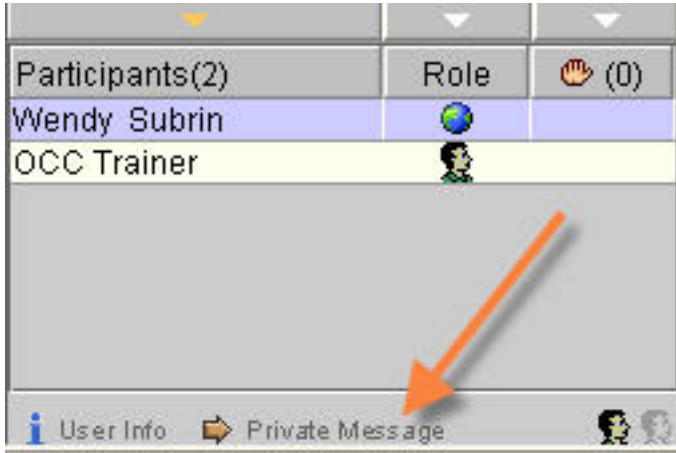 Participants(2) Role (0)
Wendy Subrin
OCC Trainer
User Info Private Message